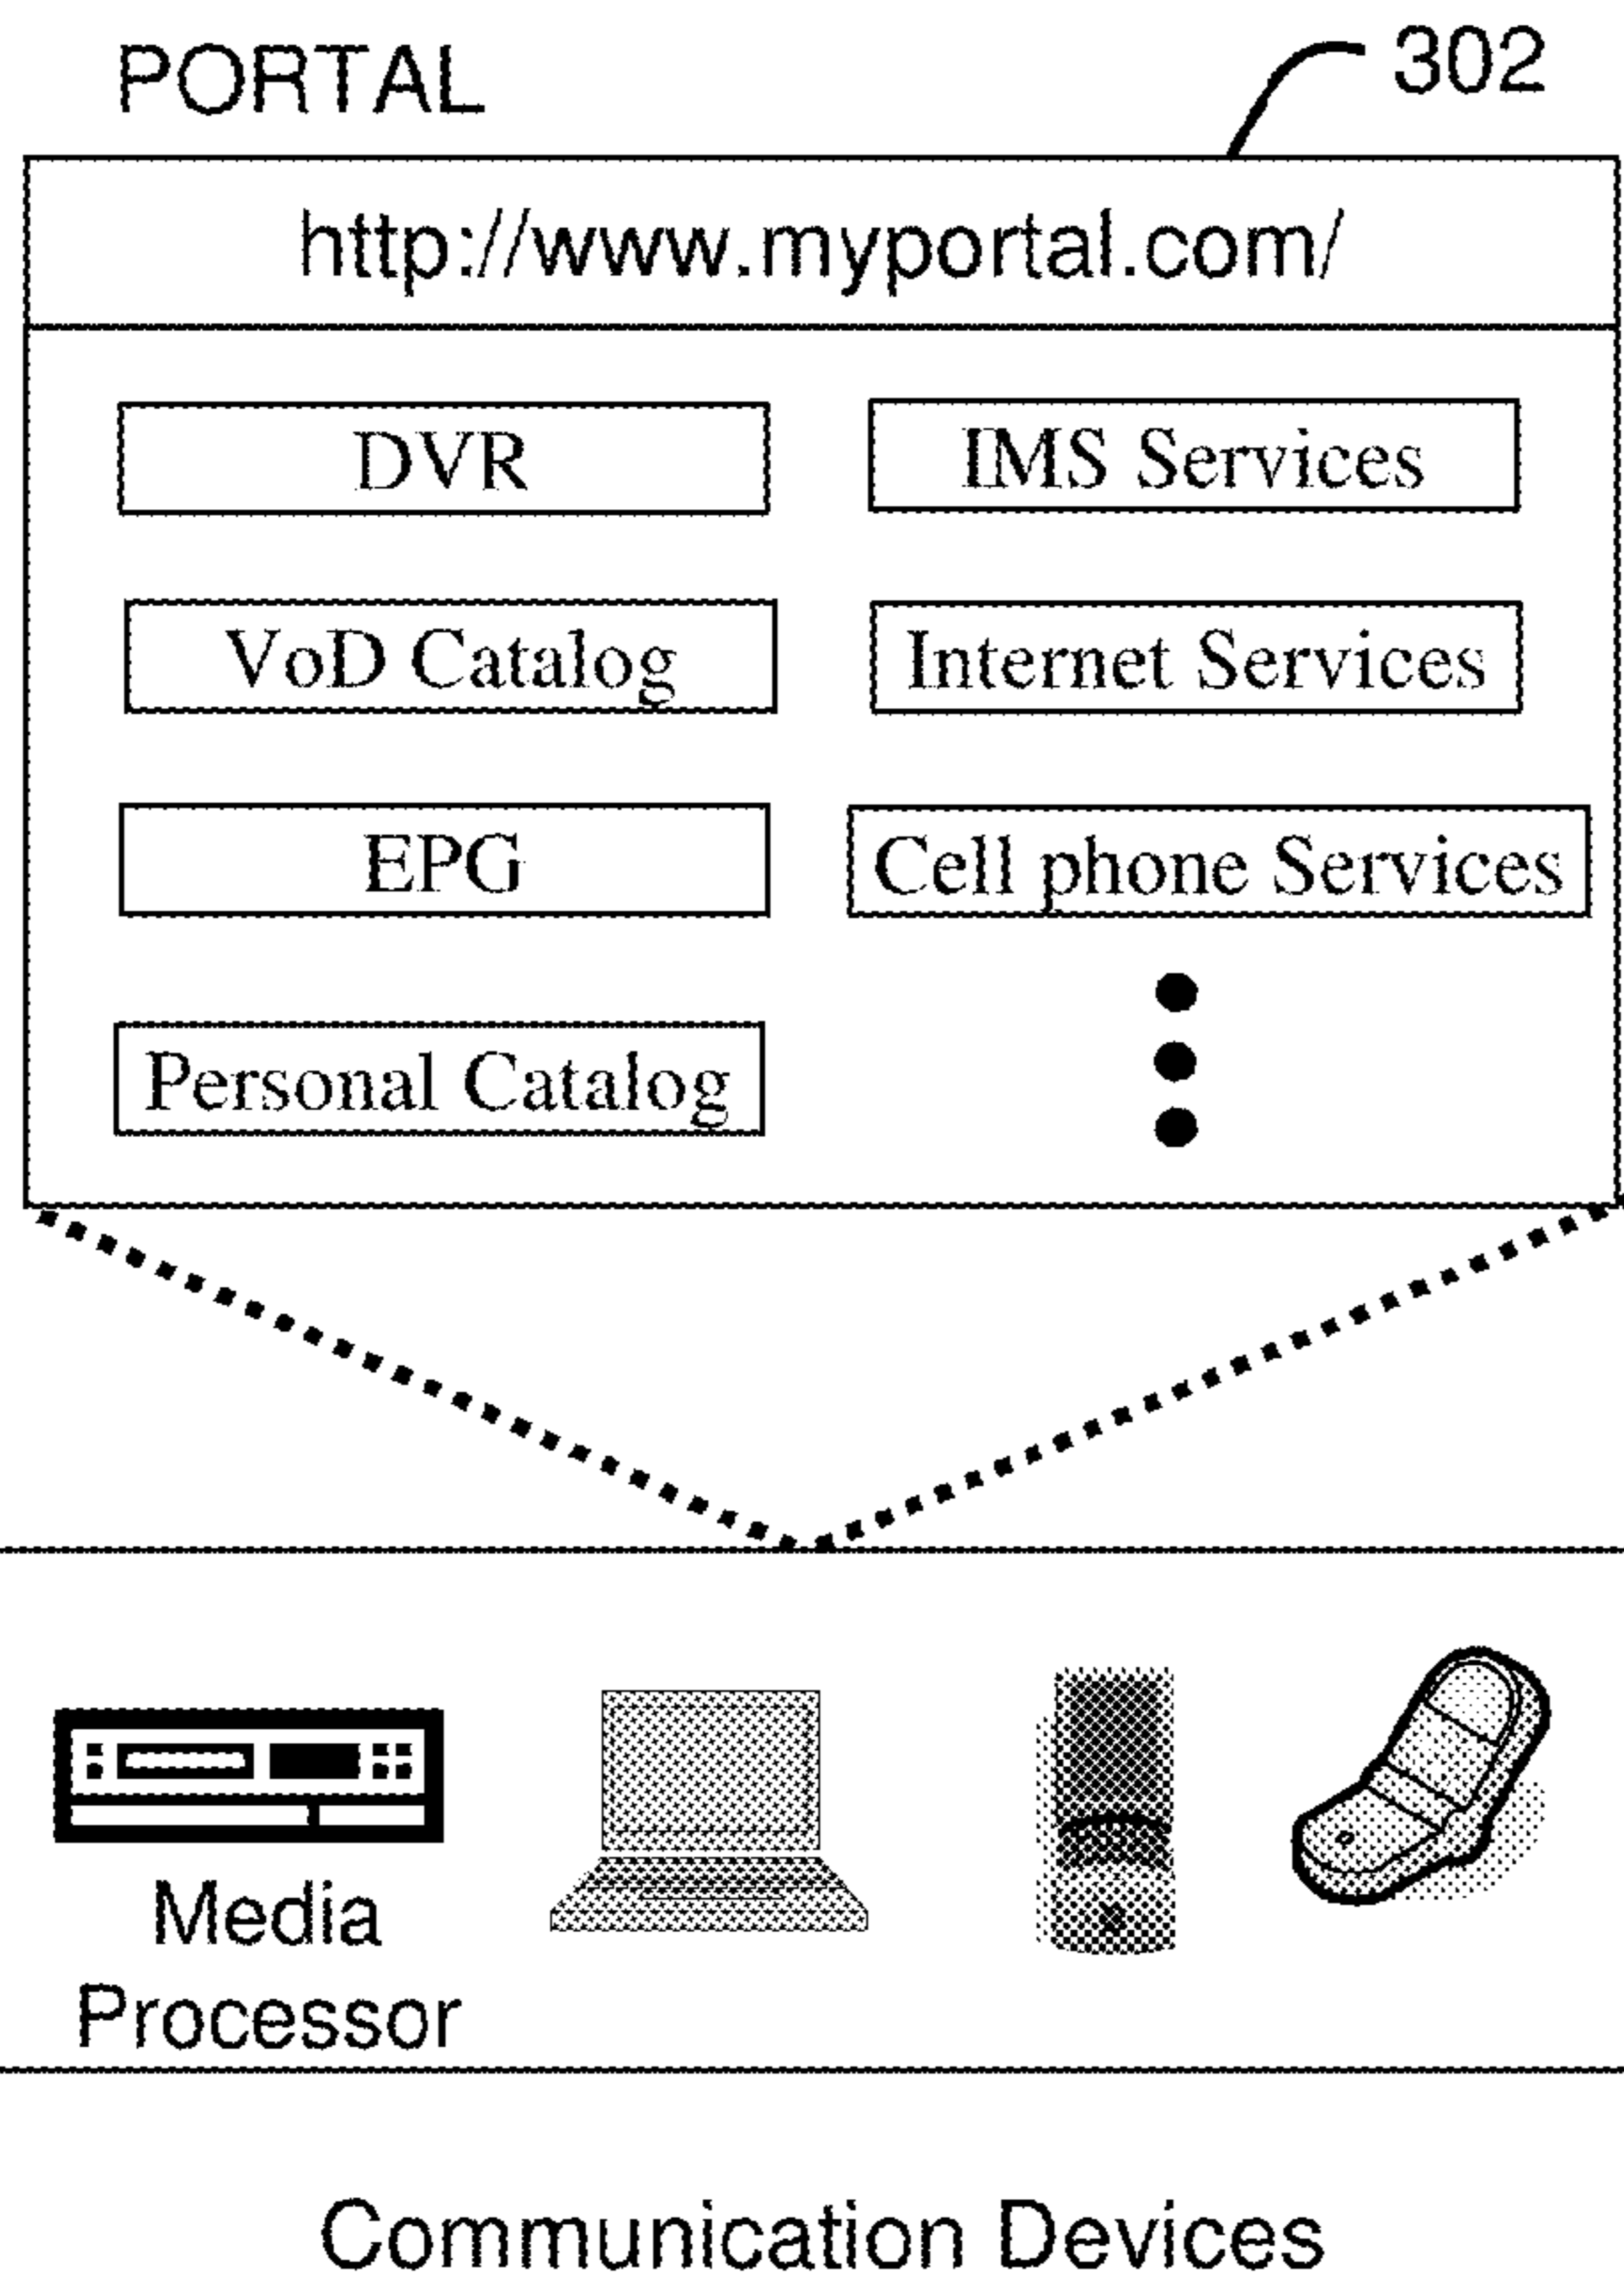 PORTAL
302
http://www.myportal.com/
DVR
IMS Services
VoD Catalog
Internet Services
EPG
Cell phone Services
Personal Catalog
Media
Processor
Communication Devices